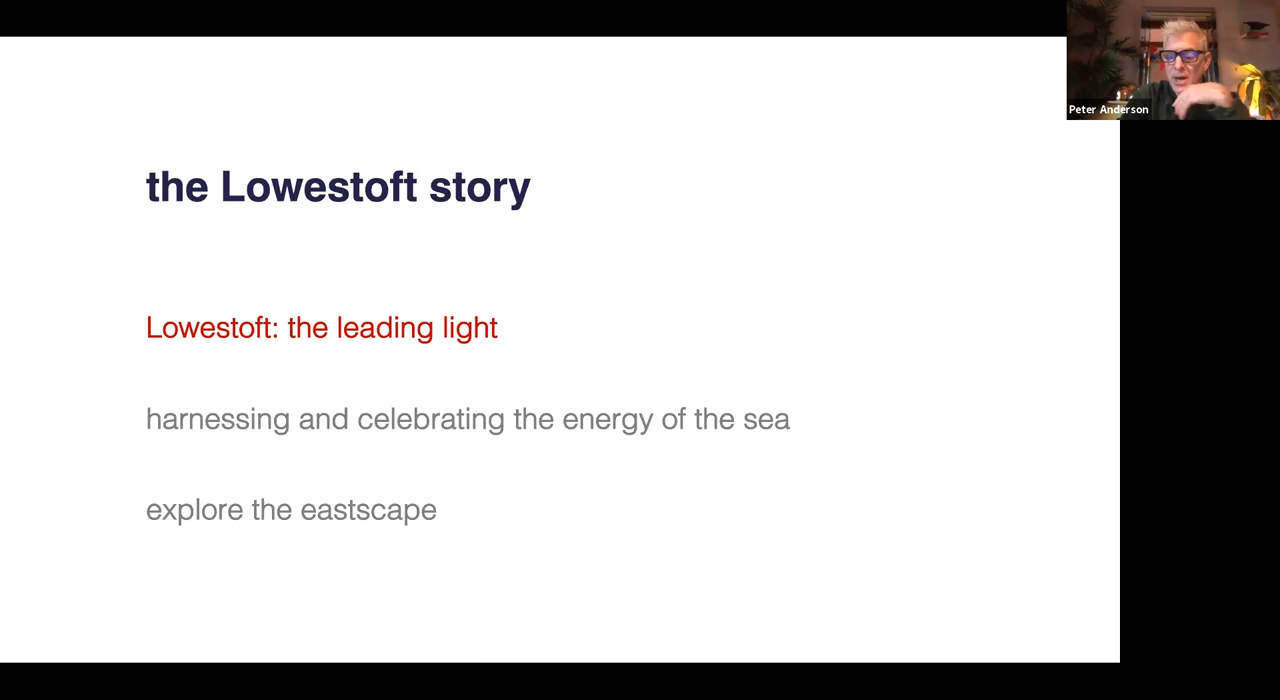 Peter Anderson
the Lowestoft story
Lowestoft: the leading light
harnessing and celebrating the energy of the sea
explore the eastscape